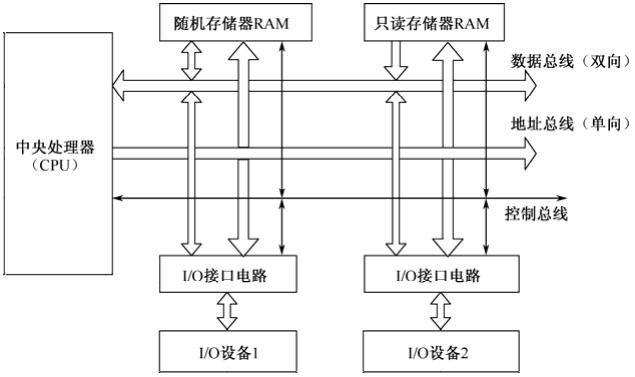 随机存储器RAM
只读存储器RAM
数据总线（双向）
地址总线（单向）
中央处理器
（CPU）
控制总线
I/O接口电路
I/O接口电路
I/O设备1
I/O设备2